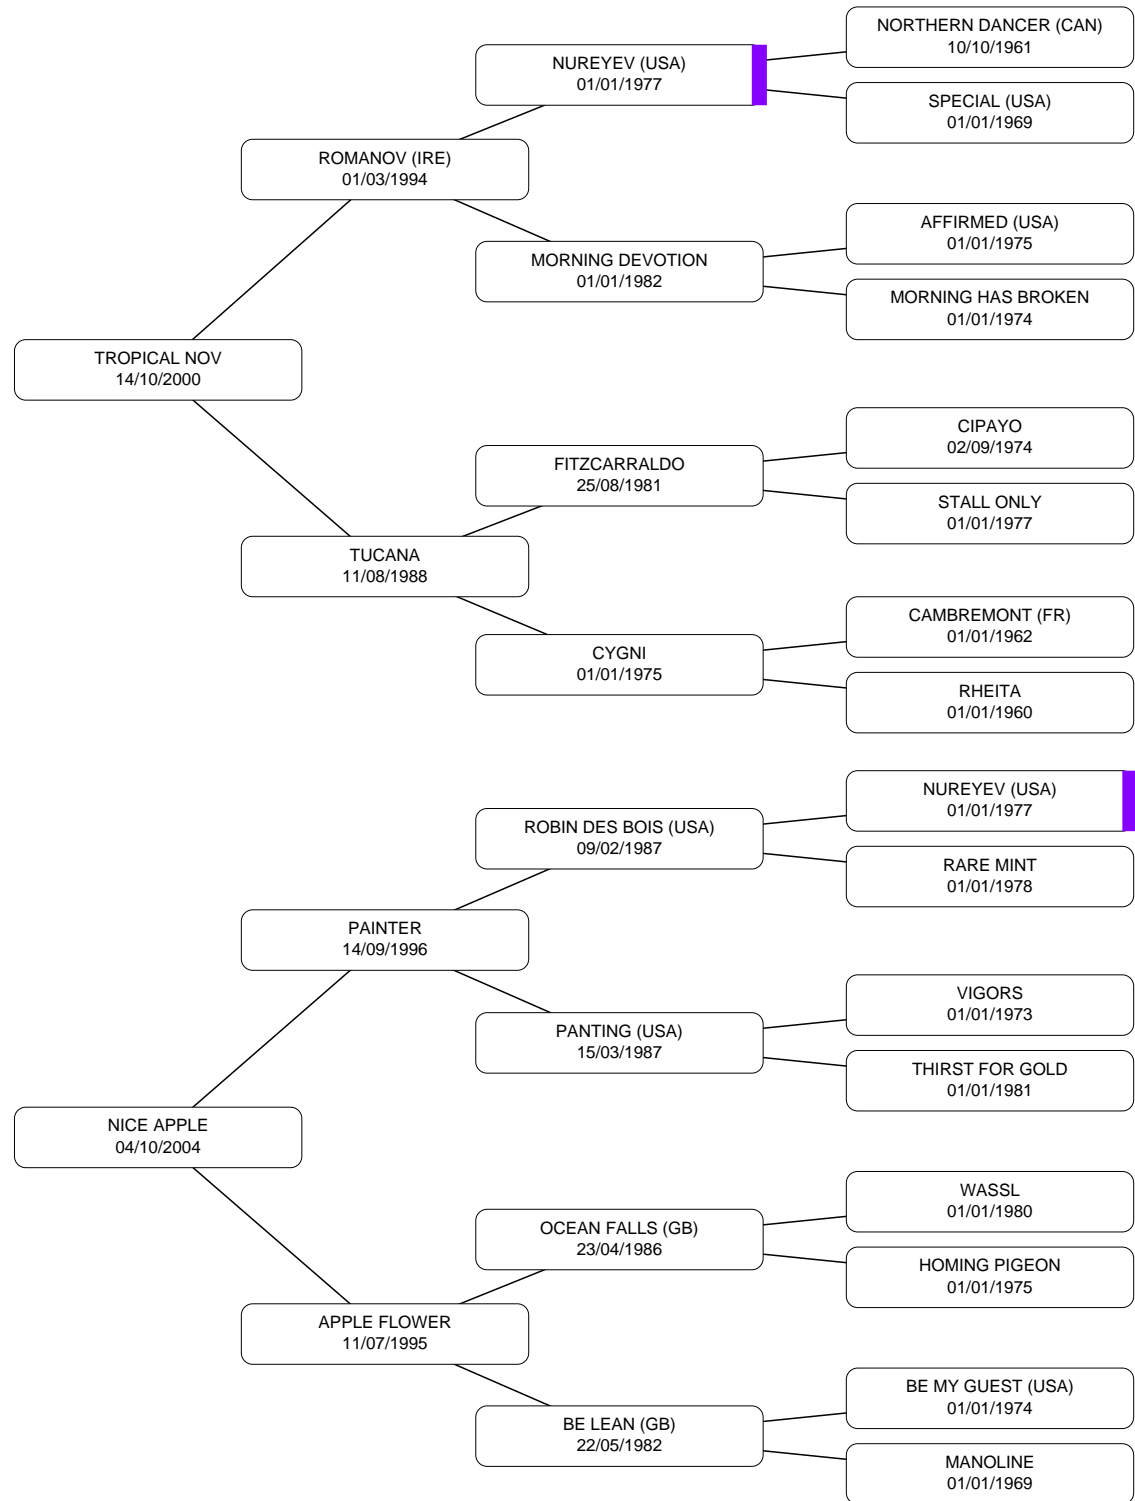 NORTHERN DANCER (CAN)
10/10/1961
NUREYEV (USA)
01/01/1977
SPECIAL (USA)
01/01/1969
ROMANOV (IRE)
01/03/1994
AFFIRMED (USA)
01/01/1975
MORNING DEVOTION
01/01/1982
MORNING HAS BROKEN
01/01/1974
TROPICAL NOV
14/10/2000
CIPAYO
02/09/1974
FITZCARRALDO
25/08/1981
STALL ONLY
01/01/1977
TUCANA
11/08/1988
CAMBREMONT (FR)
01/01/1962
CYGNI
01/01/1975
RHEITA
01/01/1960
NUREYEV (USA)
01/01/1977
ROBIN DES BOIS (USA)
09/02/1987
RARE MINT
01/01/1978
PAINTER
14/09/1996
VIGORS
01/01/1973
PANTING (USA)
15/03/1987
THIRST FOR GOLD
01/01/1981
NICE APPLE
04/10/2004
WASSL
01/01/1980
OCEAN FALLS (GB)
23/04/1986
HOMING PIGEON
01/01/1975
APPLE FLOWER
11/07/1995
BE MY GUEST (USA)
01/01/1974
BE LEAN (GB)
22/05/1982
MANOLINE
01/01/1969